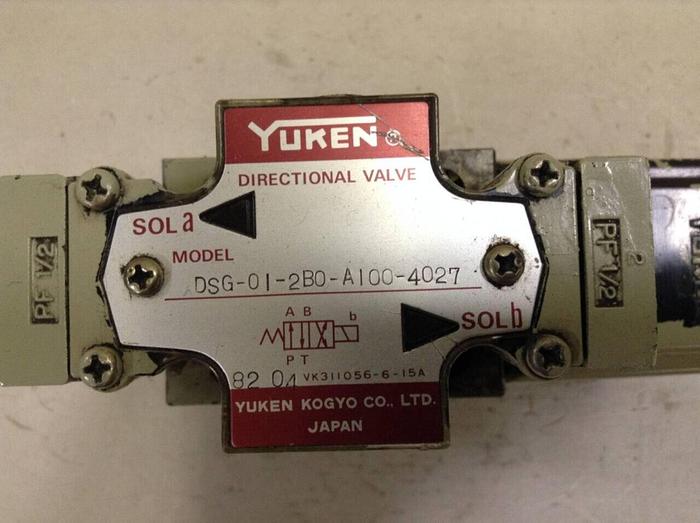 YUKEN ®
DIRECTIONAL VALVE
SOL a
MODEL
DSG-01-2B0-A100-4027
A B b
P T
SOL b
82 04 VK311056-6-15A
YUKEN KOGYO CO., LTD.
JAPAN
PF 1/2
2
PF 1/2